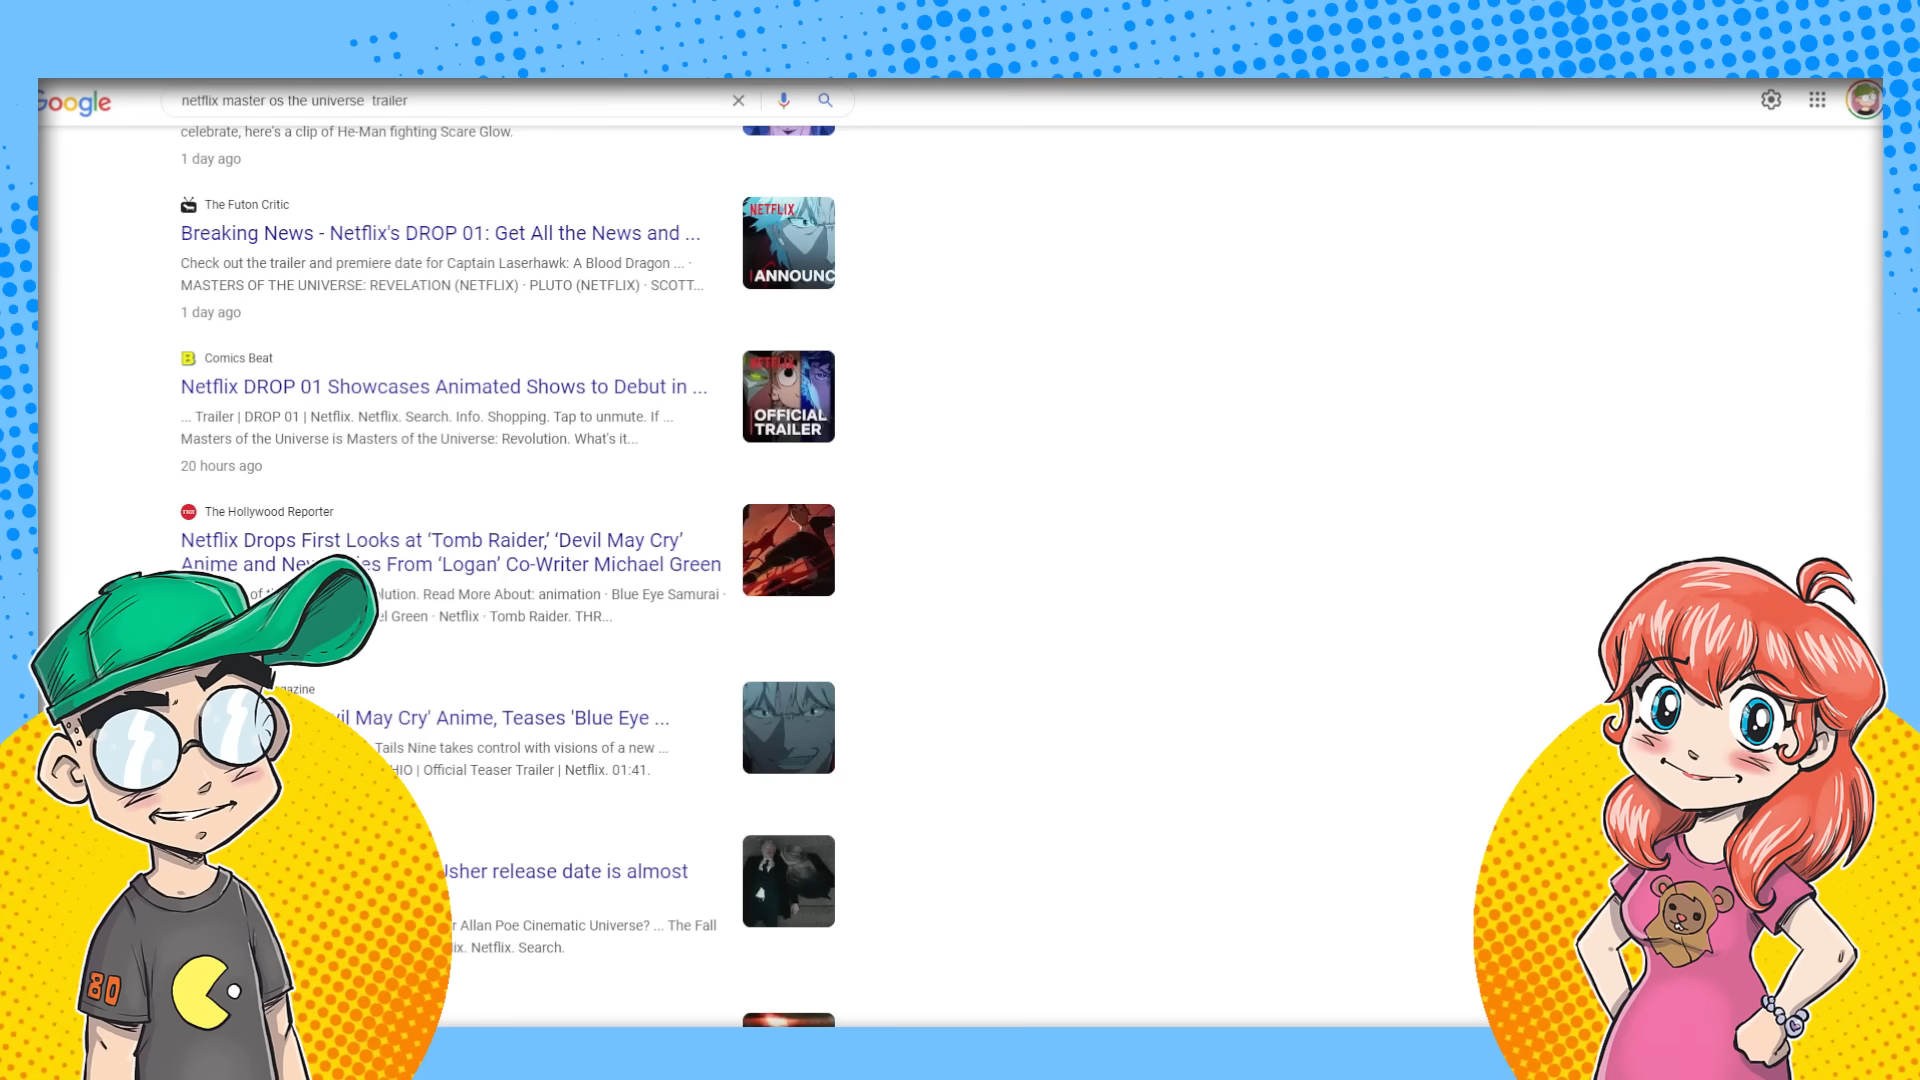 Google
netflix master os the universe  trailer
celebrate, here's a clip of He-Man fighting Scare Glow.
1 day ago
The Futon Critic
Breaking News - Netflix's DROP 01: Get All the News and ...
Check out the trailer and premiere date for Captain Laserhawk: A Blood Dragon ... ·
MASTERS OF THE UNIVERSE: REVELATION (NETFLIX) · PLUTO (NETFLIX) · SCOTT...
1 day ago
NETFLIX
ANNOUNC
Comics Beat
Netflix DROP 01 Showcases Animated Shows to Debut in ...
... Trailer | DROP 01 | Netflix. Netflix. Search. Info. Shopping. Tap to unmute. If ...
Masters of the Universe is Masters of the Universe: Revolution. What's it...
20 hours ago
NETFLIX
OFFICIAL
TRAILER
The Hollywood Reporter
Netflix Drops First Looks at ‘Tomb Raider,’ ‘Devil May Cry’
Anime and New es From ‘Logan’ Co-Writer Michael Green
of t lution. Read More About: animation · Blue Eye Samurai ·
el Green · Netflix · Tomb Raider. THR...
azine
vil May Cry' Anime, Teases 'Blue Eye ...
Tails Nine takes control with visions of a new ...
HIO | Official Teaser Trailer | Netflix. 01:41.
Usher release date is almost
r Allan Poe Cinematic Universe? ... The Fall
ix. Netflix. Search.
80